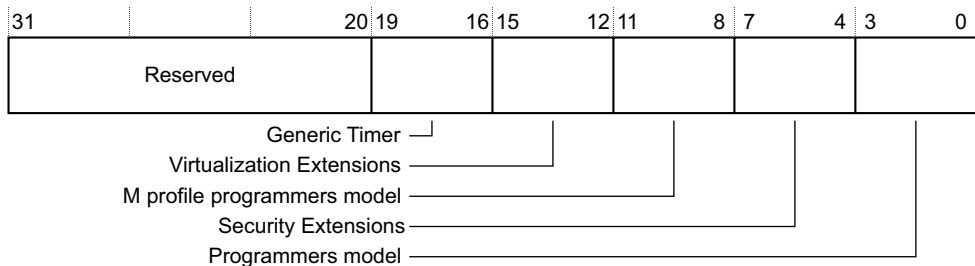 31 20 19 16 15 12 11 8 7 4 3 0
Reserved
Generic Timer
Virtualization Extensions
M profile programmers model
Security Extensions
Programmers model